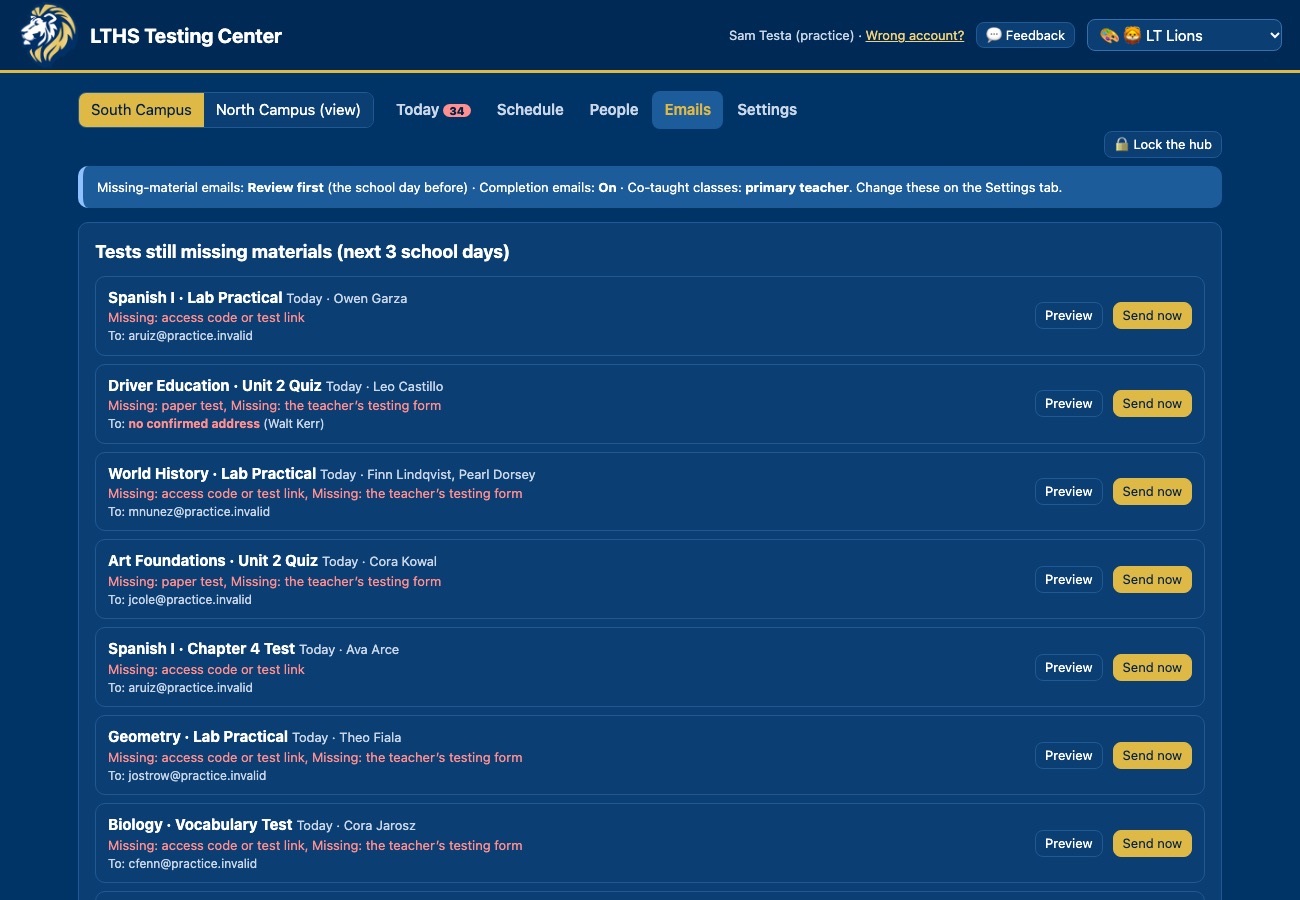 LTHS Testing Center
Sam Testa (practice) · Wrong account?
💬 Feedback
🎨 🦁 LT Lions
South Campus
North Campus (view)
Today 34
Schedule
People
Emails
Settings
🔒 Lock the hub
Missing-material emails: Review first (the school day before) · Completion emails: On · Co-taught classes: primary teacher. Change these on the Settings tab.
Tests still missing materials (next 3 school days)
Spanish I · Lab Practical Today · Owen Garza
Missing: access code or test link
To: aruiz@practice.invalid
Preview
Send now
Driver Education · Unit 2 Quiz Today · Leo Castillo
Missing: paper test, Missing: the teacher’s testing form
To: no confirmed address (Walt Kerr)
Preview
Send now
World History · Lab Practical Today · Finn Lindqvist, Pearl Dorsey
Missing: access code or test link, Missing: the teacher’s testing form
To: mnunez@practice.invalid
Preview
Send now
Art Foundations · Unit 2 Quiz Today · Cora Kowal
Missing: paper test, Missing: the teacher’s testing form
To: jcole@practice.invalid
Preview
Send now
Spanish I · Chapter 4 Test Today · Ava Arce
Missing: access code or test link
To: aruiz@practice.invalid
Preview
Send now
Geometry · Lab Practical Today · Theo Fiala
Missing: access code or test link, Missing: the teacher’s testing form
To: jostrow@practice.invalid
Preview
Send now
Biology · Vocabulary Test Today · Cora Jarosz
Missing: access code or test link, Missing: the teacher’s testing form
To: cfenn@practice.invalid
Preview
Send now